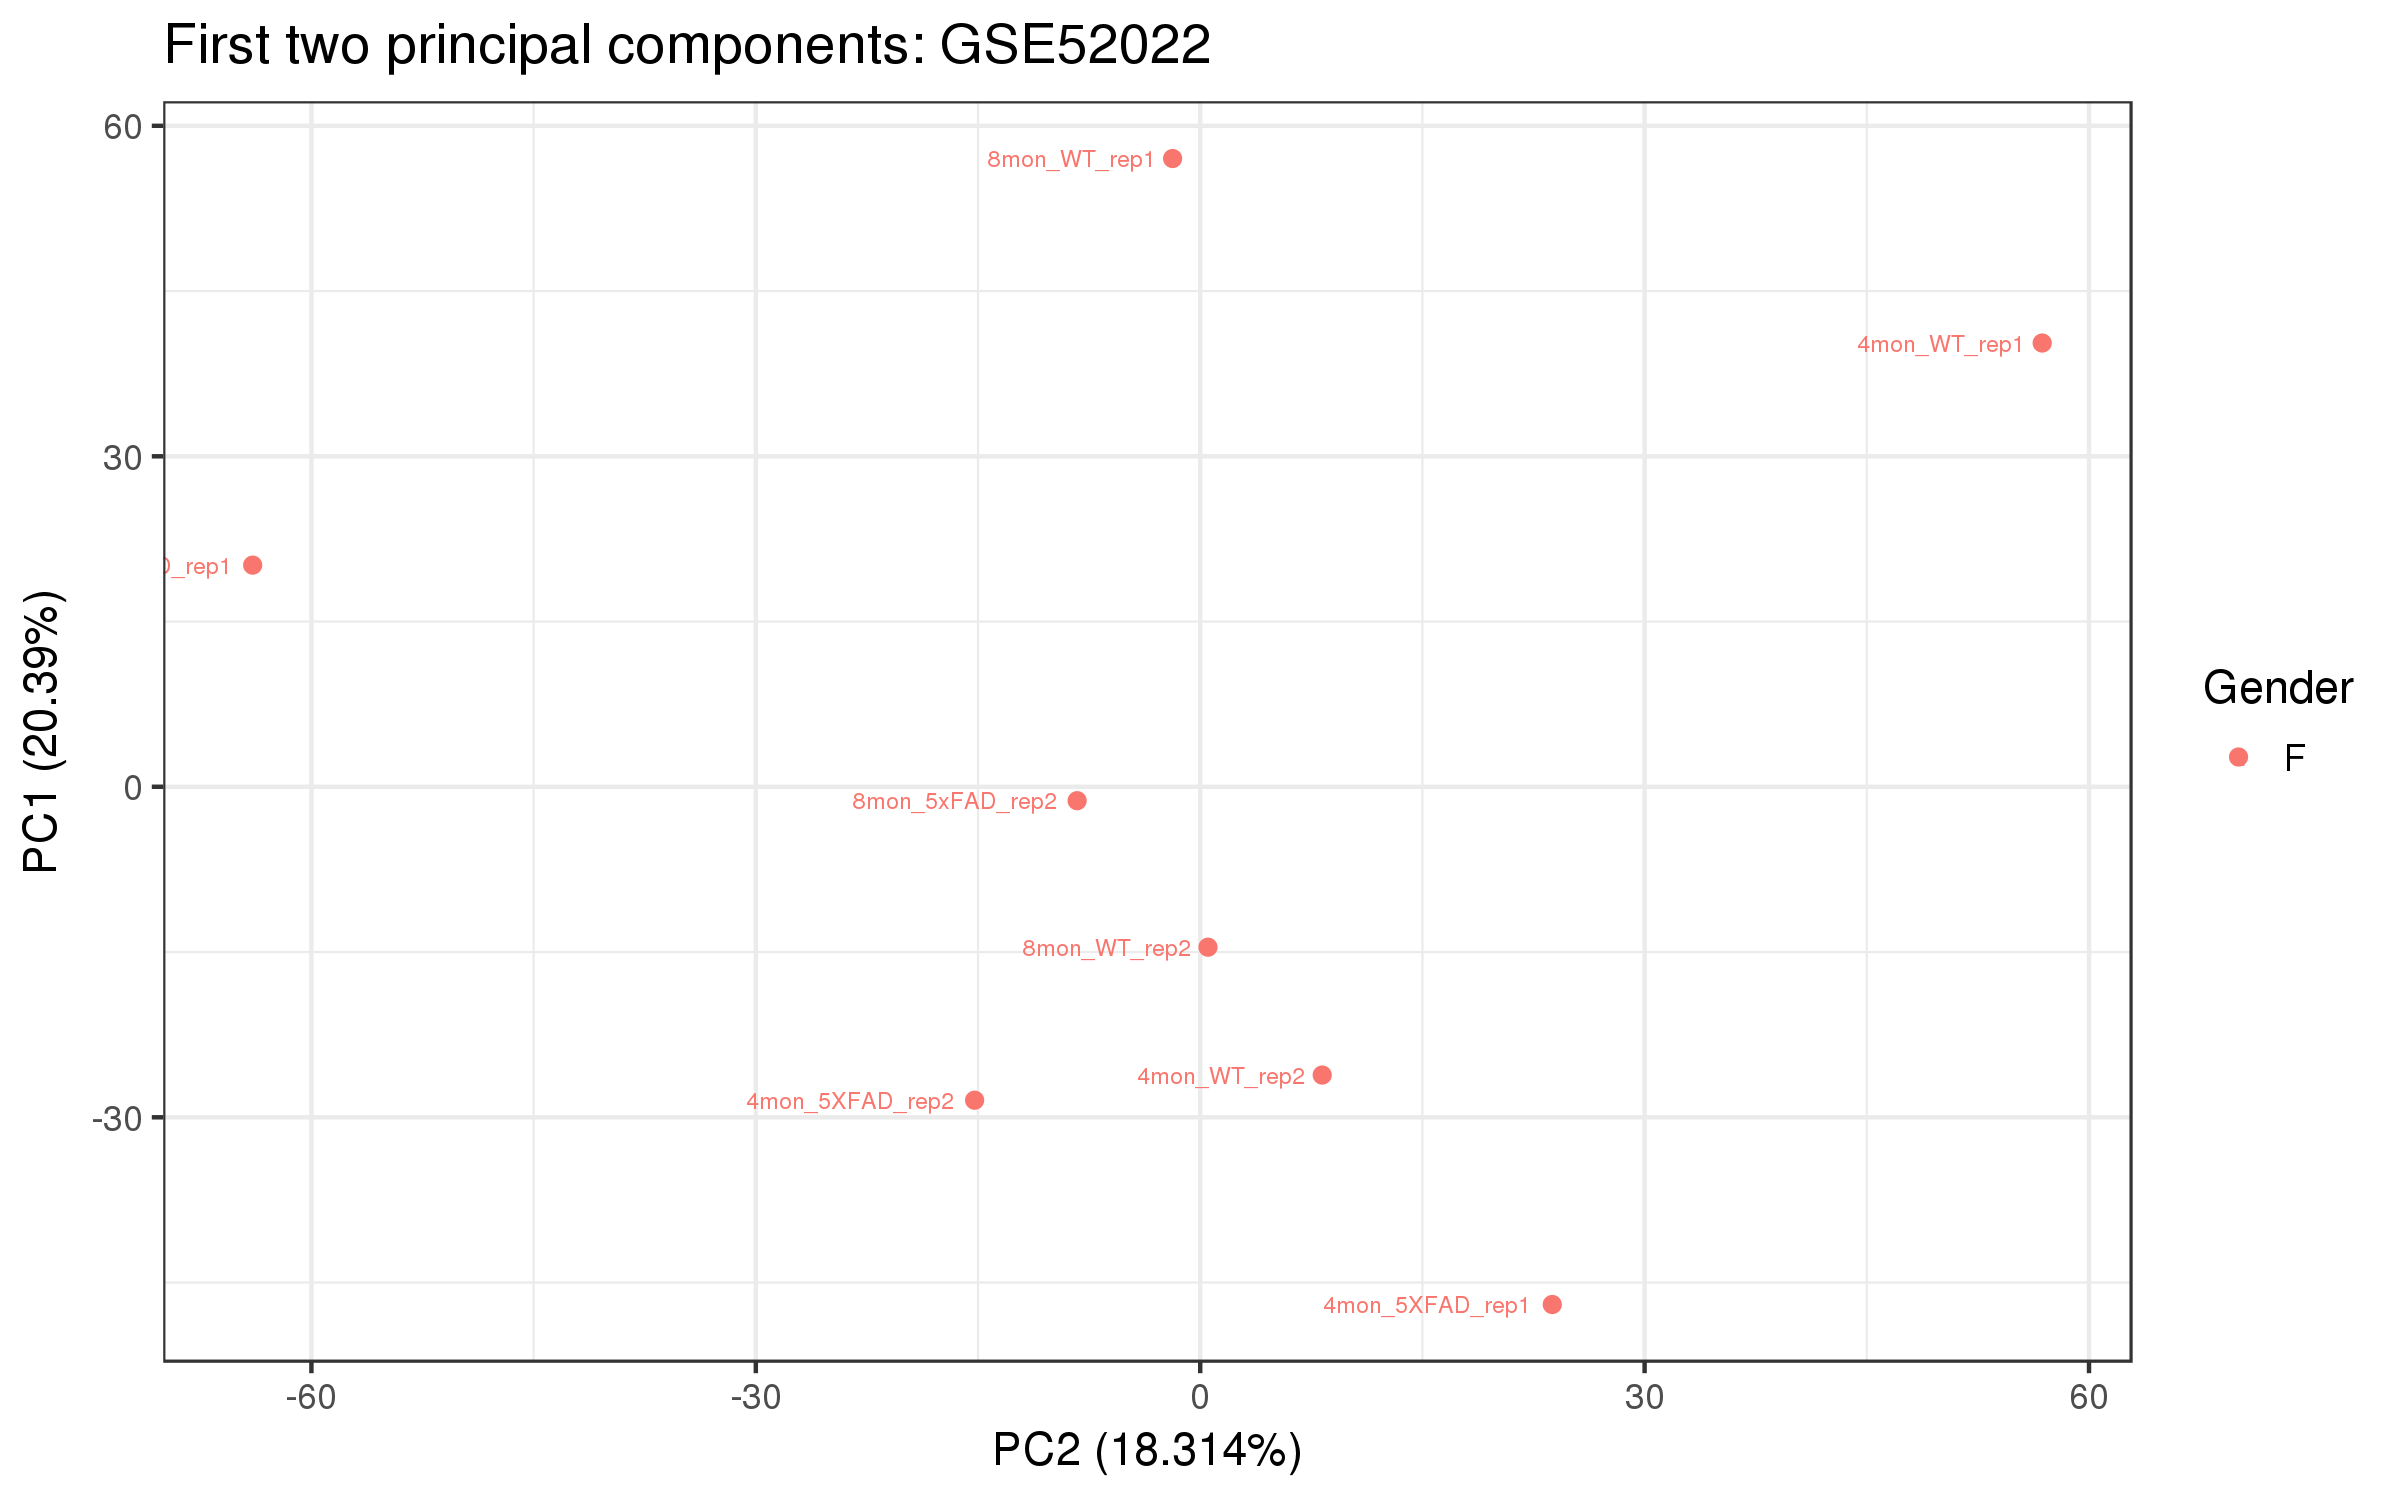 First two principal components: GSE52022
60
30
0
-30
PC1 (20.39%)
8mon_WT_rep1
4mon_WT_rep1
_rep1
8mon_5xFAD_rep2
8mon_WT_rep2
4mon_WT_rep2
4mon_5XFAD_rep2
4mon_5XFAD_rep1
-60
-30
0
30
60
PC2 (18.314%)
Gender
F